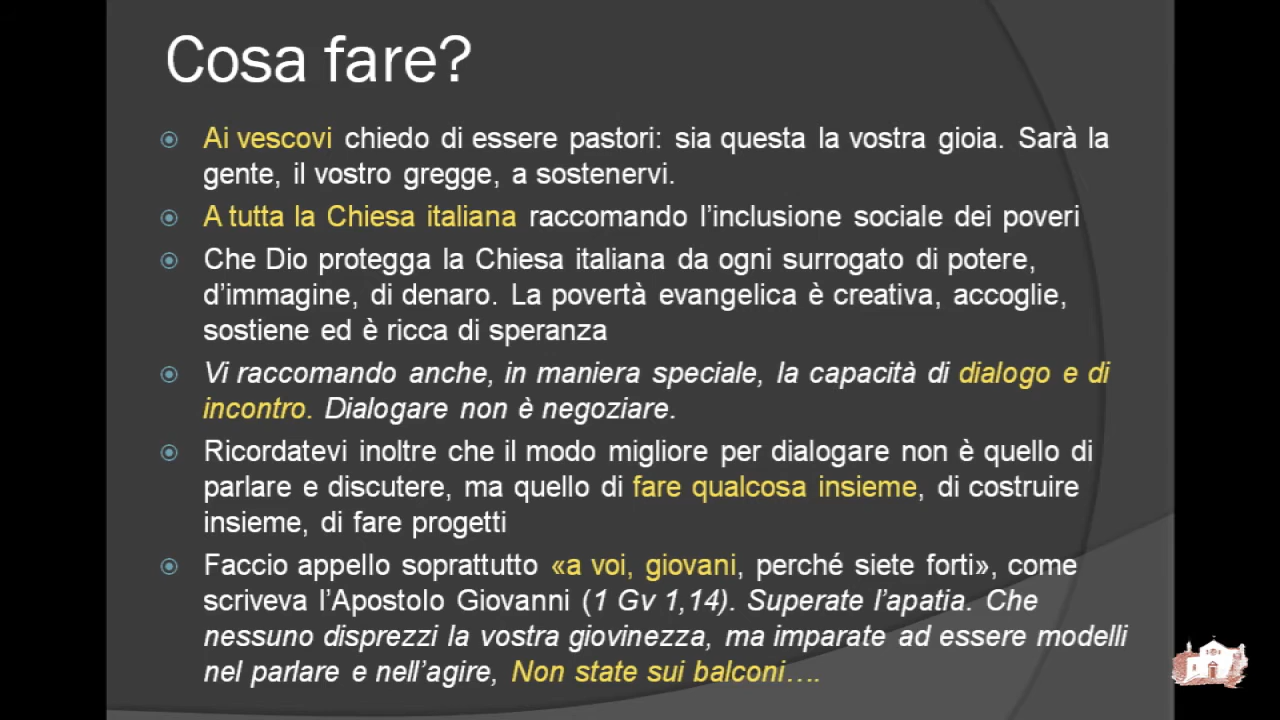 Cosa fare?
Ai vescovi chiedo di essere pastori: sia questa la vostra gioia. Sarà la
gente, il vostro gregge, a sostenervi.
A tutta la Chiesa italiana raccomando l’inclusione sociale dei poveri
Che Dio protegga la Chiesa italiana da ogni surrogato di potere,
d’immagine, di denaro. La povertà evangelica è creativa, accoglie,
sostiene ed è ricca di speranza
Vi raccomando anche, in maniera speciale, la capacità di dialogo e di
incontro. Dialogare non è negoziare.
Ricordatevi inoltre che il modo migliore per dialogare non è quello di
parlare e discutere, ma quello di fare qualcosa insieme, di costruire
insieme, di fare progetti
Faccio appello soprattutto «a voi, giovani, perché siete forti», come
scriveva l’Apostolo Giovanni (1 Gv 1,14). Superate l’apatia. Che
nessuno disprezzi la vostra giovinezza, ma imparate ad essere modelli
nel parlare e nell’agire, Non state sui balconi….